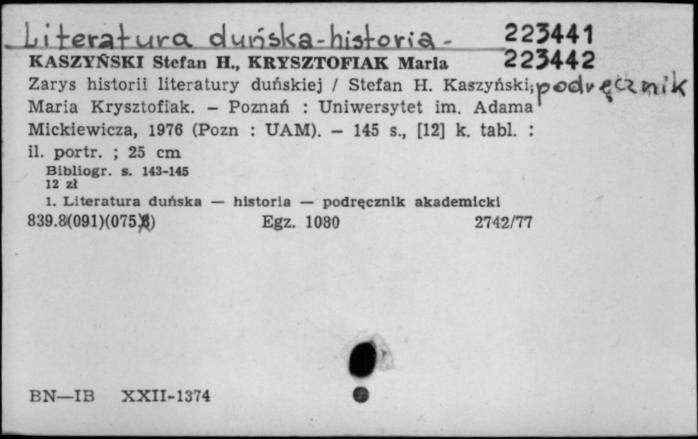 Literatura duńska-historia - 223441
KASZYŃSKI Stefan H., KRYSZTOFIAK Maria 223442
Zarys historii literatury duńskiej / Stefan H. Kaszyński, podręcznik
Maria Krysztofiak. – Poznań : Uniwersytet im. Adama
Mickiewicza, 1976 (Pozn : UAM). – 145 s., [12] k. tabl. :
il. portr. ; 25 cm
Bibliogr. s. 143-145
12 zł
1. Literatura duńska — historia — podręcznik akademicki
839.8(091)(075.8) Egz. 1080 2742/77
BN—IB XXII-1374